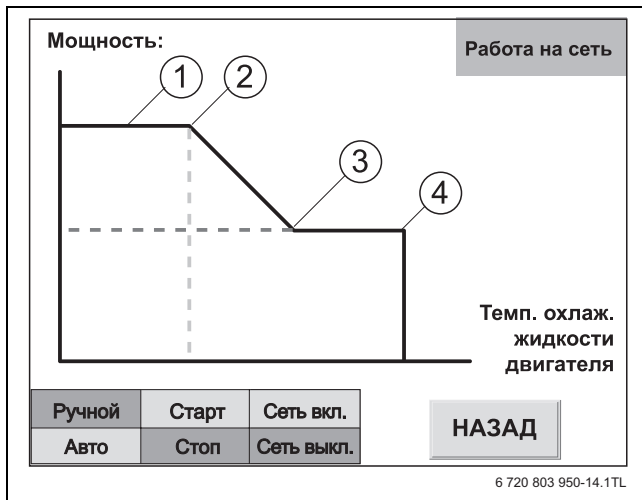 Мощность:
Работа на сеть
1
2
3
4
Темп. охлаж.
жидкости
двигателя
Ручной Старт Сеть вкл.
Авто Стоп Сеть выкл.
НАЗАД
6 720 803 950-14.1TL